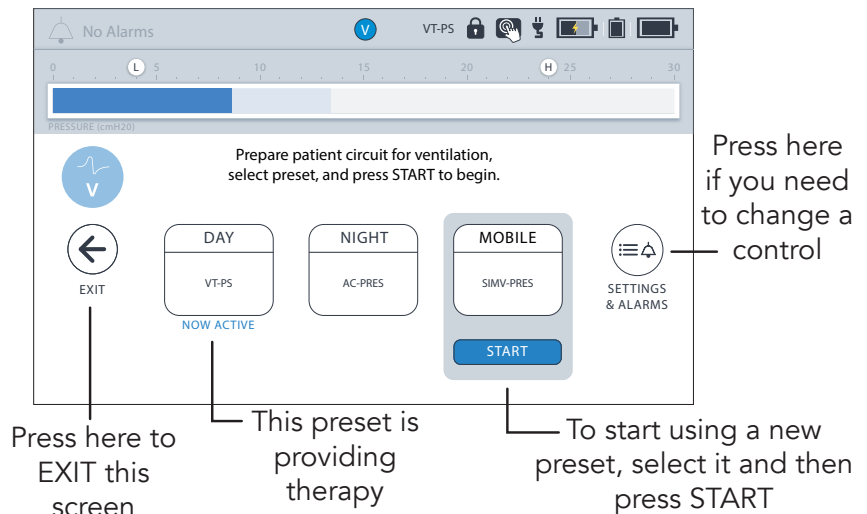 No Alarms
V
VT-PS
0 L 5 10 15 20 H 25 30
PRESSURE (cmH20)
Prepare patient circuit for ventilation,
select preset, and press START to begin.
V
EXIT
DAY
VT-PS
NOW ACTIVE
NIGHT
AC-PRES
MOBILE
SIMV-PRES
START
SETTINGS
& ALARMS
Press here
if you need
to change a
control
Press here to
EXIT this
screen
This preset is
providing
therapy
To start using a new
preset, select it and then
press START